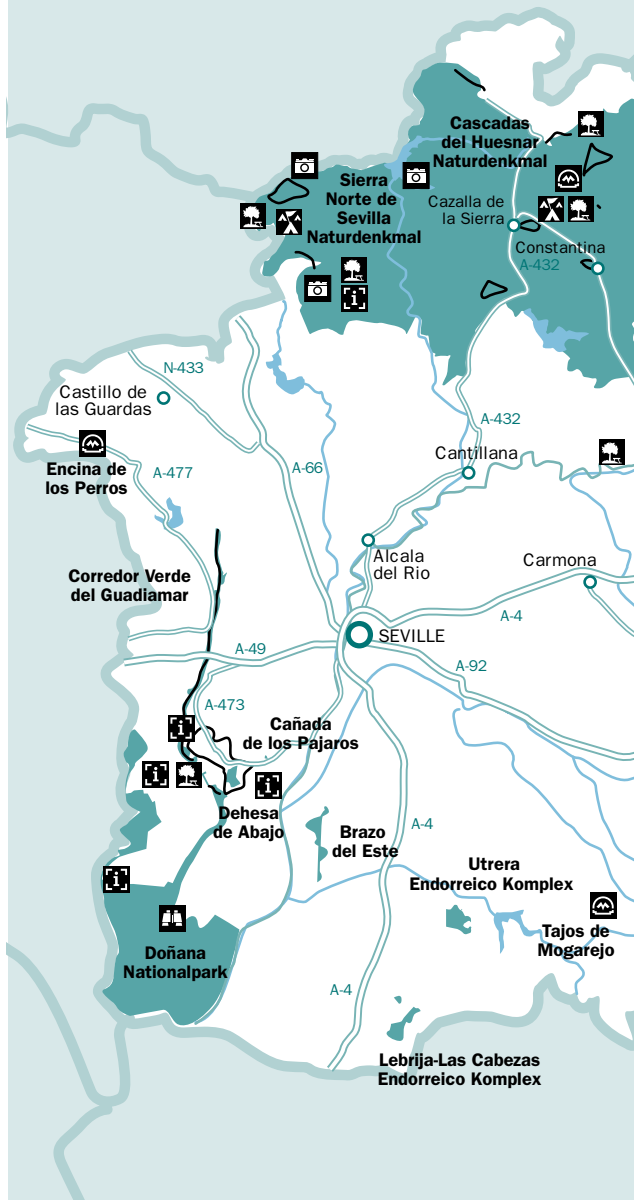 Cascadas
del Huesnar
Naturdenkmal
Sierra
Norte de
Sevilla
Naturdenkmal
Cazalla de
la Sierra
Constantina
A-432
N-433
Castillo de
las Guardas
A-432
Cantillana
Encina de
los Perros
A-477
A-66
Alcala
del Rio
Carmona
Corredor Verde
del Guadiamar
A-4
SEVILLE
A-49
A-92
A-473
Cañada
de los Pajaros
i
i
i
i
i
Dehesa
de Abajo
Brazo
del Este
A-4
Utrera
Endorreico Komplex
Tajos de
Mogarejo
Doñana
Nationalpark
A-4
Lebrija-Las Cabezas
Endorreico Komplex